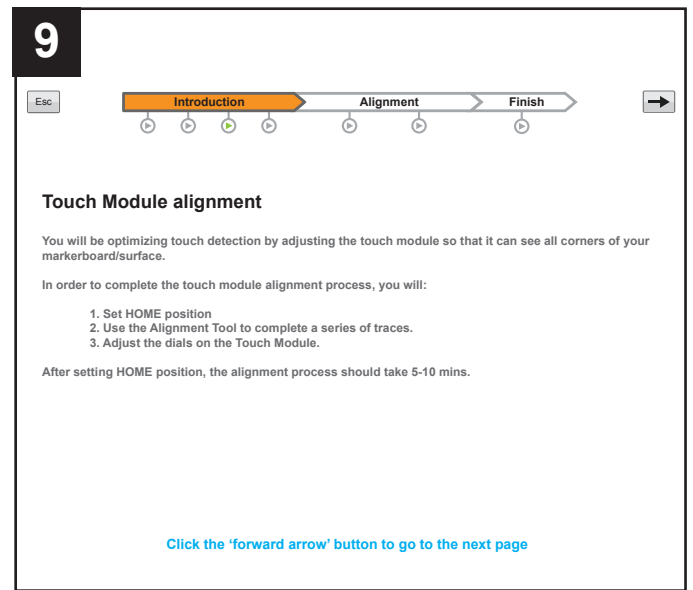 9
Esc
Introduction Alignment Finish
Touch Module alignment
You will be optimizing touch detection by adjusting the touch module so that it can see all corners of your
markerboard/surface.
In order to complete the touch module alignment process, you will:
1. Set HOME position
2. Use the Alignment Tool to complete a series of traces.
3. Adjust the dials on the Touch Module.
After setting HOME position, the alignment process should take 5-10 mins.
Click the ‘forward arrow’ button to go to the next page